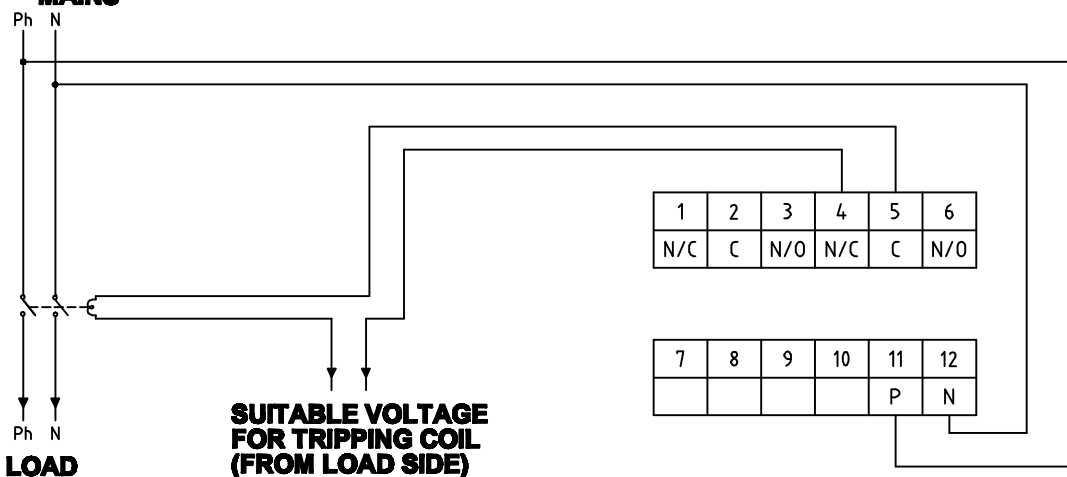 MAINS
Ph N
1 2 3 4 5 6
N/C C N/O N/C C N/O
7 8 9 10 11 12
P N
SUITABLE VOLTAGE
FOR TRIPPING COIL
(FROM LOAD SIDE)
Ph N
LOAD